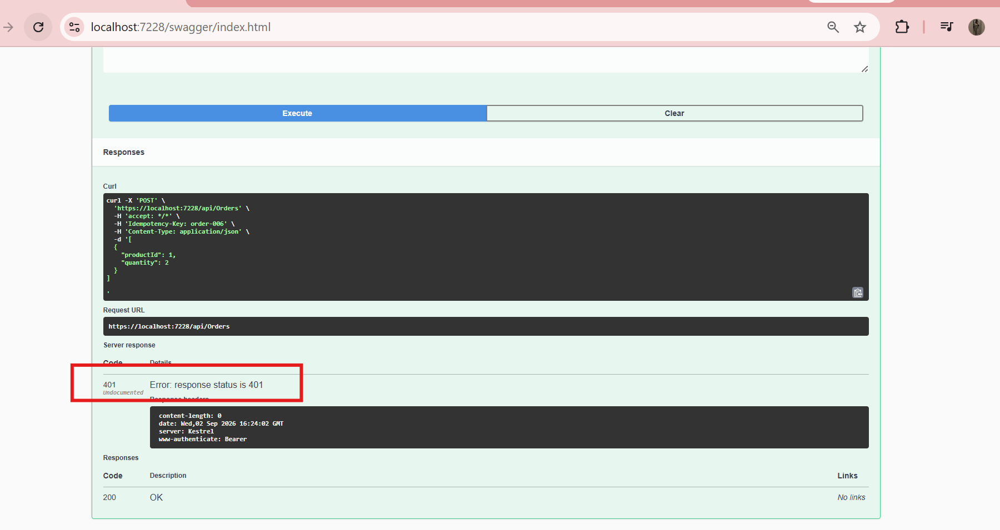 localhost:7228/swagger/index.html
Execute
Clear
Responses
Curl
curl -X 'POST' \
'https://localhost:7228/api/Orders' \
-H 'accept: */*' \
-H 'Idempotency-Key: order-006' \
-H 'Content-Type: application/json' \
-d '[
{
"productId": 1,
"quantity": 2
}
]
'
Request URL
https://localhost:7228/api/Orders
Server response
Code Details
401 Error: response status is 401
Undocumented
Response headers
content-length: 0
date: Wed,02 Sep 2026 16:24:02 GMT
server: Kestrel
www-authenticate: Bearer
Responses
Code Description Links
200 OK No links